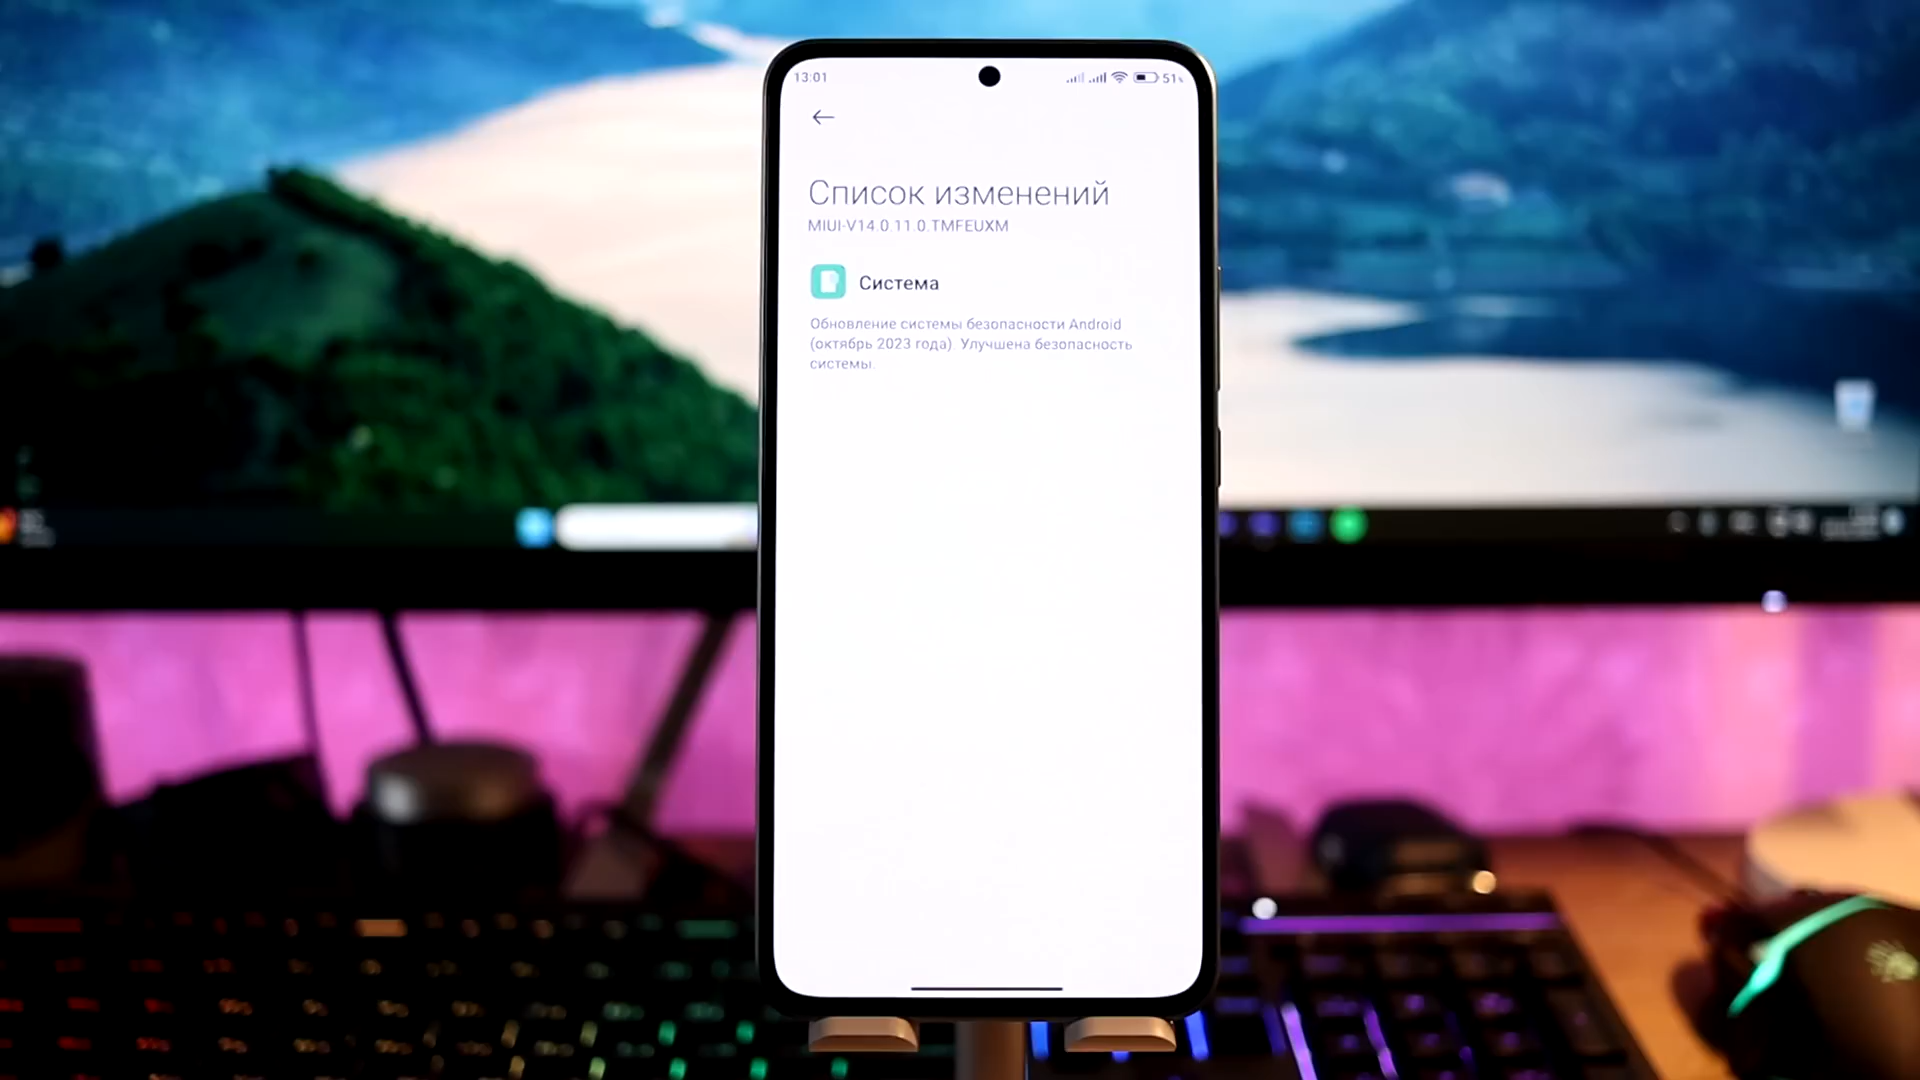 13:01
51%
Список изменений
MIUI-V14.0.11.0.TMFEUXM
Система
Обновление системы безопасности Android
(октябрь 2023 года). Улучшена безопасность
системы.